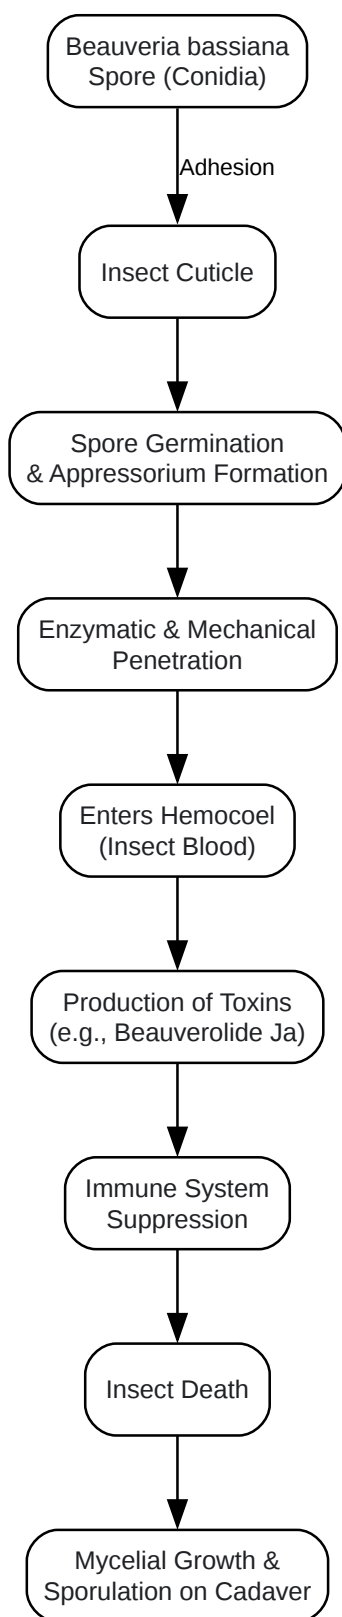 Beauveria bassiana
Spore (Conidia)
Adhesion
Insect Cuticle
Spore Germination
& Appressorium Formation
Enzymatic & Mechanical
Penetration
Enters Hemocoel
(Insect Blood)
Production of Toxins
(e.g., Beauverolide Ja)
Immune System
Suppression
Insect Death
Mycelial Growth &
Sporulation on Cadaver